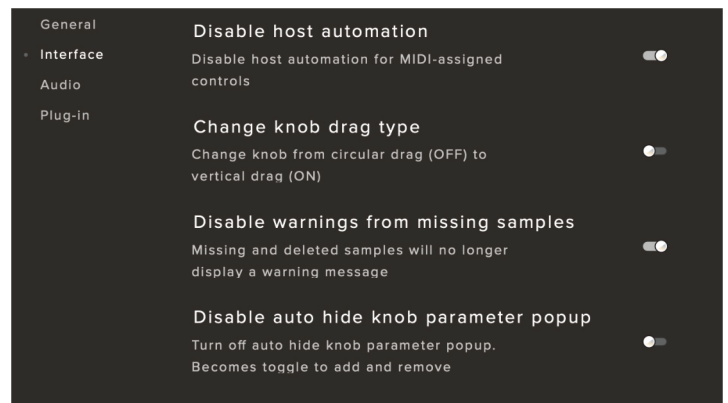 General
Interface
Audio
Plug-in
Disable host automation
Disable host automation for MIDI-assigned
controls
Change knob drag type
Change knob from circular drag (OFF) to
vertical drag (ON)
Disable warnings from missing samples
Missing and deleted samples will no longer
display a warning message
Disable auto hide knob parameter popup
Turn off auto hide knob parameter popup.
Becomes toggle to add and remove